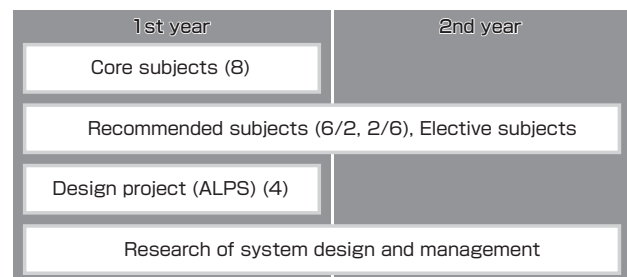 1st year
2nd year
Core subjects (8)
Recommended subjects (6/2, 2/6), Elective subjects
Design project (ALPS) (4)
Research of system design and management